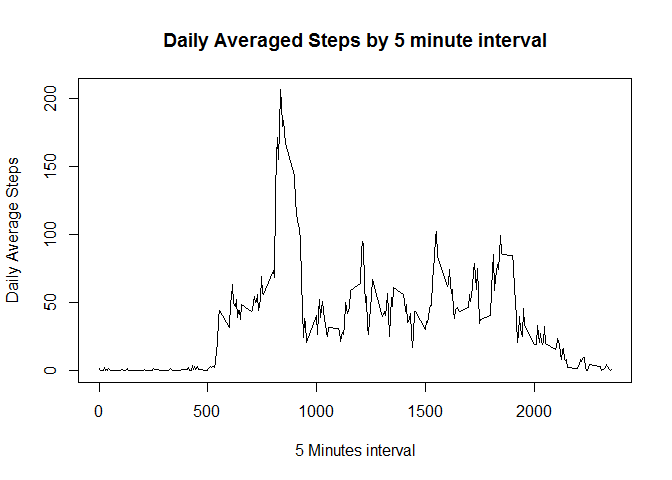 Daily Averaged Steps by 5 minute interval
Daily Average Steps
200
150
100
50
0
0 500 1000 1500 2000
5 Minutes interval